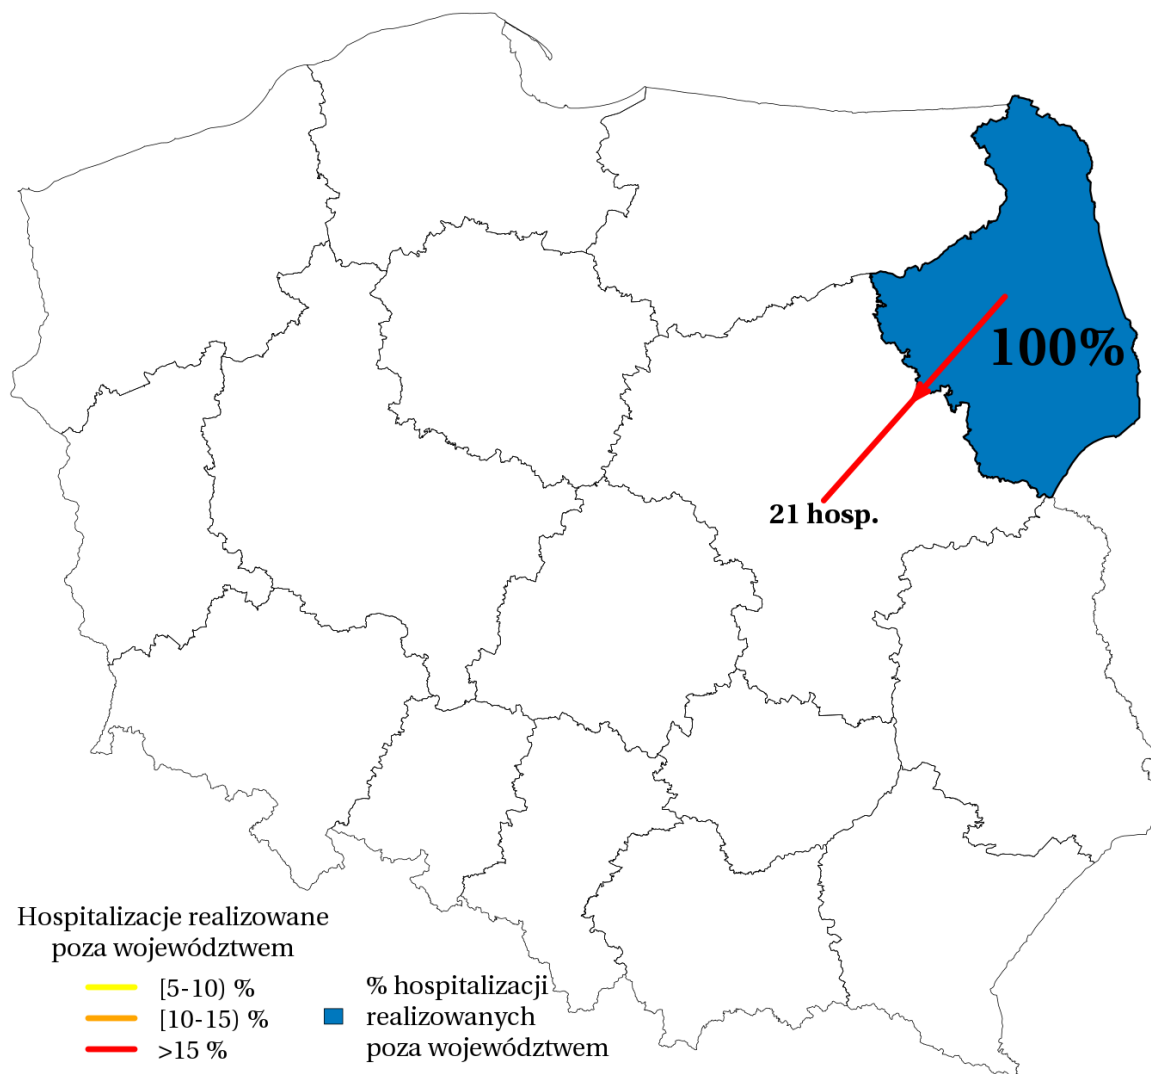 100%
21 hosp.
Hospitalizacje realizowane
poza województwem
[5-10) %
[10-15) %
>15 %
% hospitalizacji
realizowanych
poza województwem